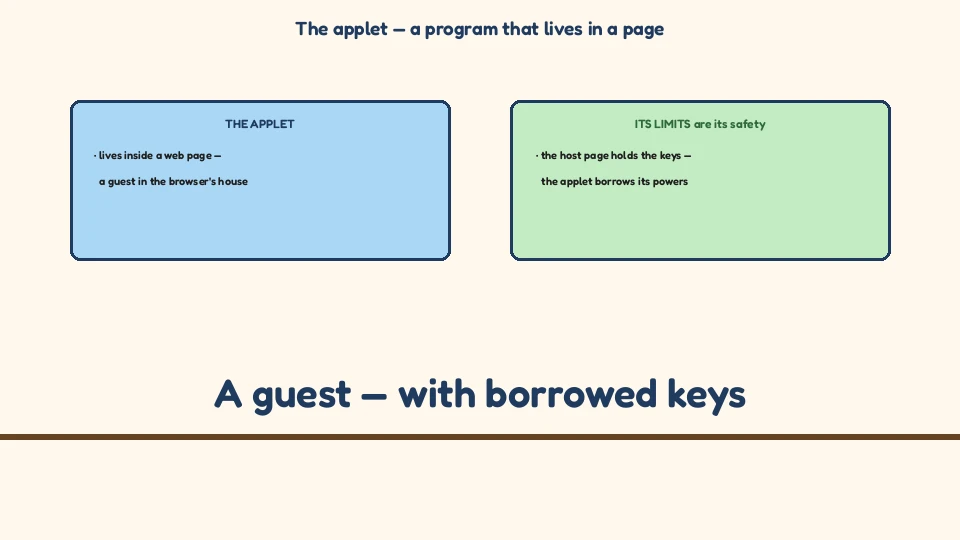 The applet — a program that lives in a page
THE APPLET
· lives inside a web page —
a guest in the browser's house
ITS LIMITS are its safety
· the host page holds the keys —
the applet borrows its powers
A guest — with borrowed keys